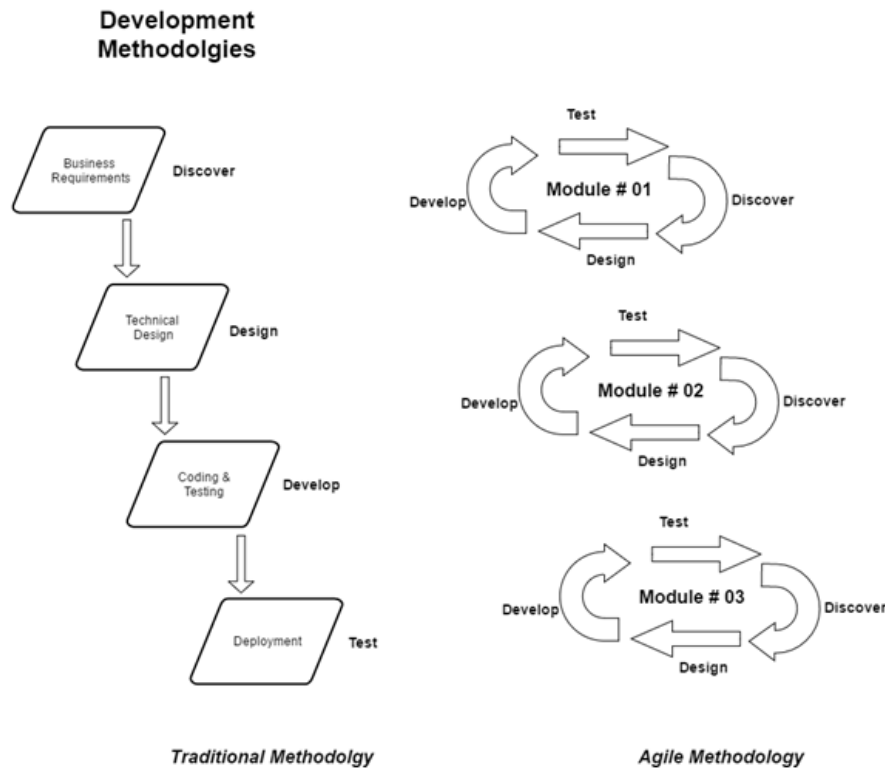 Development
Methodolgies
Business
Requirements
Discover
Technical
Design
Design
Coding &
Testing
Develop
Deployment
Test
Traditional Methodolgy
Test
Develop
Module # 01
Discover
Design
Test
Develop
Module # 02
Discover
Design
Test
Develop
Module # 03
Discover
Design
Agile Methodology